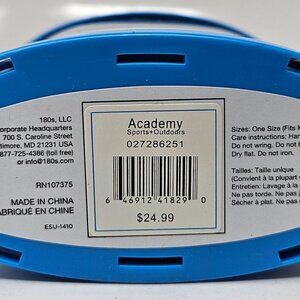 180s, LLC
orporate Headquarters
700 S. Caroline Street
timore, MD 21231 USA
877-725-4386 (toll free)
or info@180s.com
RN107375
MADE IN CHINA
ABRIQUÉ EN CHINE
ESU-1410
Academy
Sports+Outdoors
027286251
6 46912 41829 0
$24.99
Sizes: One Size (Fits M
Care instructions: Han
Do not wring. Do not b
Dry flat. Do not iron.
Tailles: Taille unique
(Convient à la plupart d
Entretien: Lavage à la
Ne pas tordre. Ne pas
Sécher à plat. Ne pas